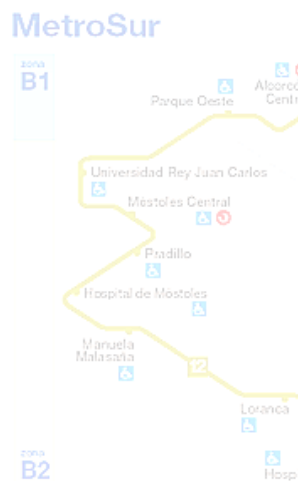 MetroSur
zona
B1
Parque Oeste
Universidad Rey Juan Carlos
Móstoles Central
Pradillo
Hospital de Móstoles
Manuela
Malasaña
12
Loranca
zona
B2